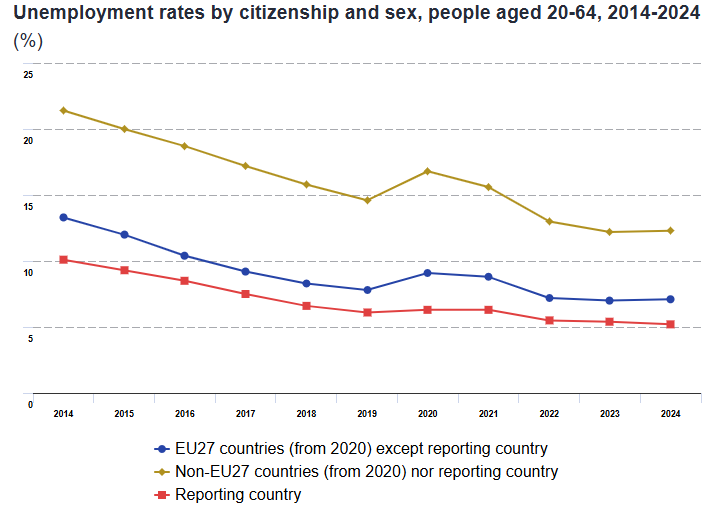 Unemployment rates by citizenship and sex, people aged 20-64, 2014-2024
(%)
25
20
15
10
5
0
2014 2015 2016 2017 2018 2019 2020 2021 2022 2023 2024
EU27 countries (from 2020) except reporting country
Non-EU27 countries (from 2020) nor reporting country
Reporting country